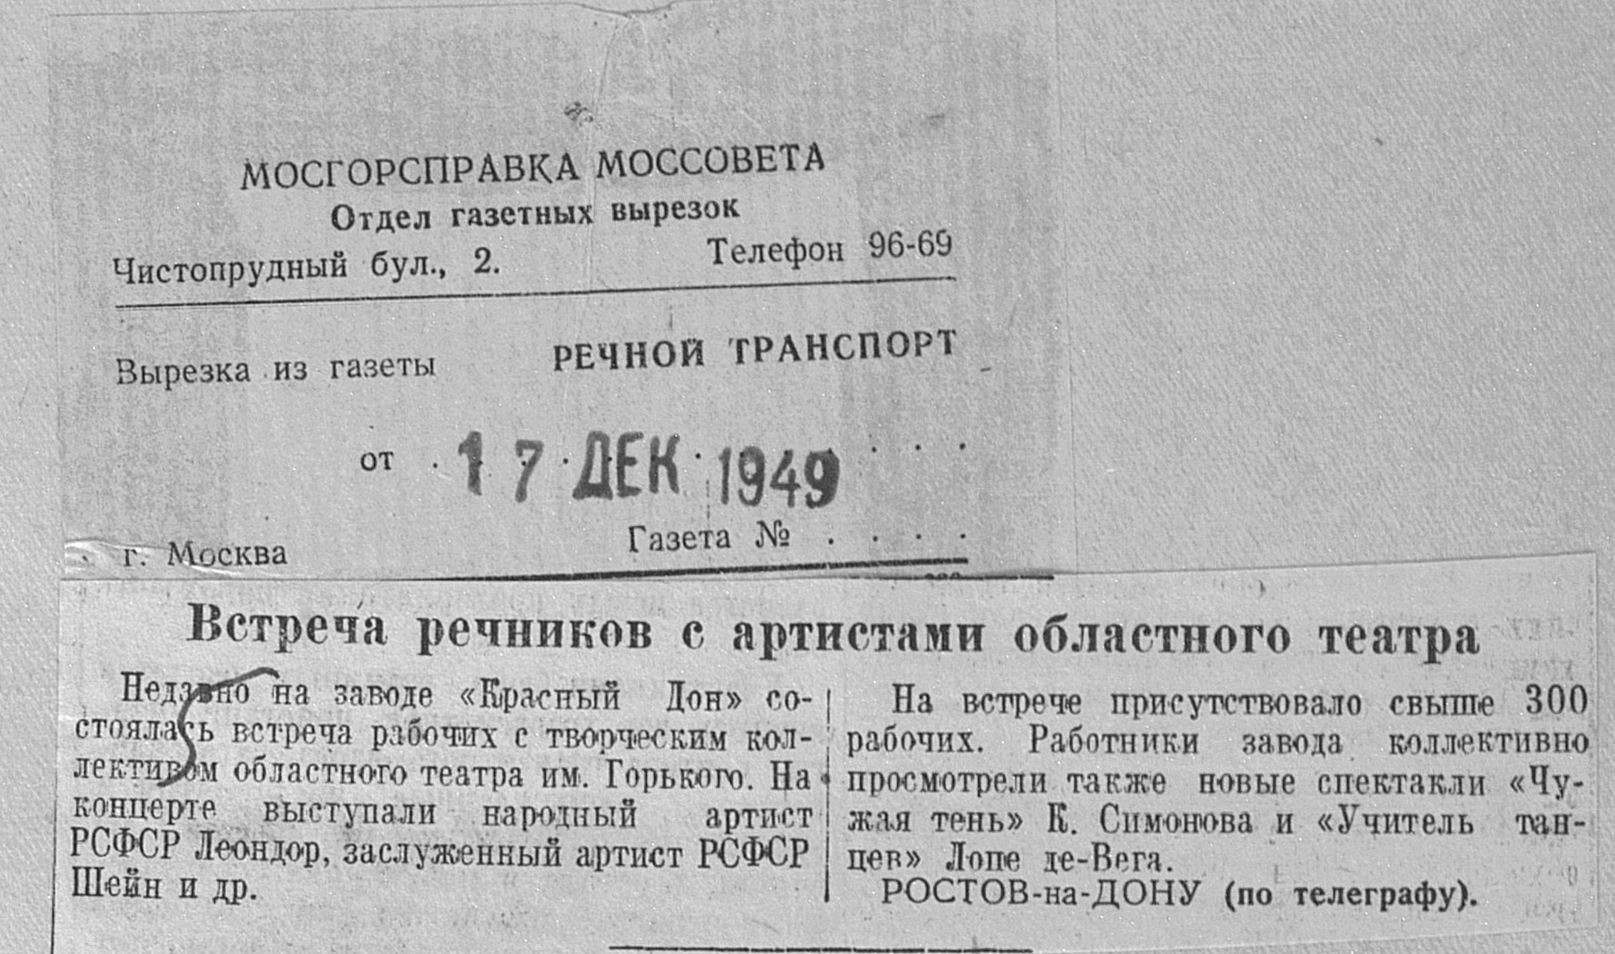 МОСГОРСПРАВКА МОССОВЕТА
Отдел газетных вырезок
Чистопрудный бул., 2. Телефон 96-69
Вырезка из газеты РЕЧНОЙ ТРАНСПОРТ
от . 17 ДЕК 1949 . . .
г. Москва Газета № . . . .
Встреча речников с артистами областного театра
Недавно на заводе «Красный Дон» со-
стоялась встреча рабочих с творческим кол-
лективом областного театра им. Горького. На
концерте выступали народный артист
РСФСР Леондор, заслуженный артист РСФСР
Шейн и др.
На встрече присутствовало свыше 300
рабочих. Работники завода коллективно
просмотрели также новые спектакли «Чу-
жая тень» К. Симонова и «Учитель тан-
цев» Лопе де-Вега.
РОСТОВ-на-ДОНУ (по телеграфу).